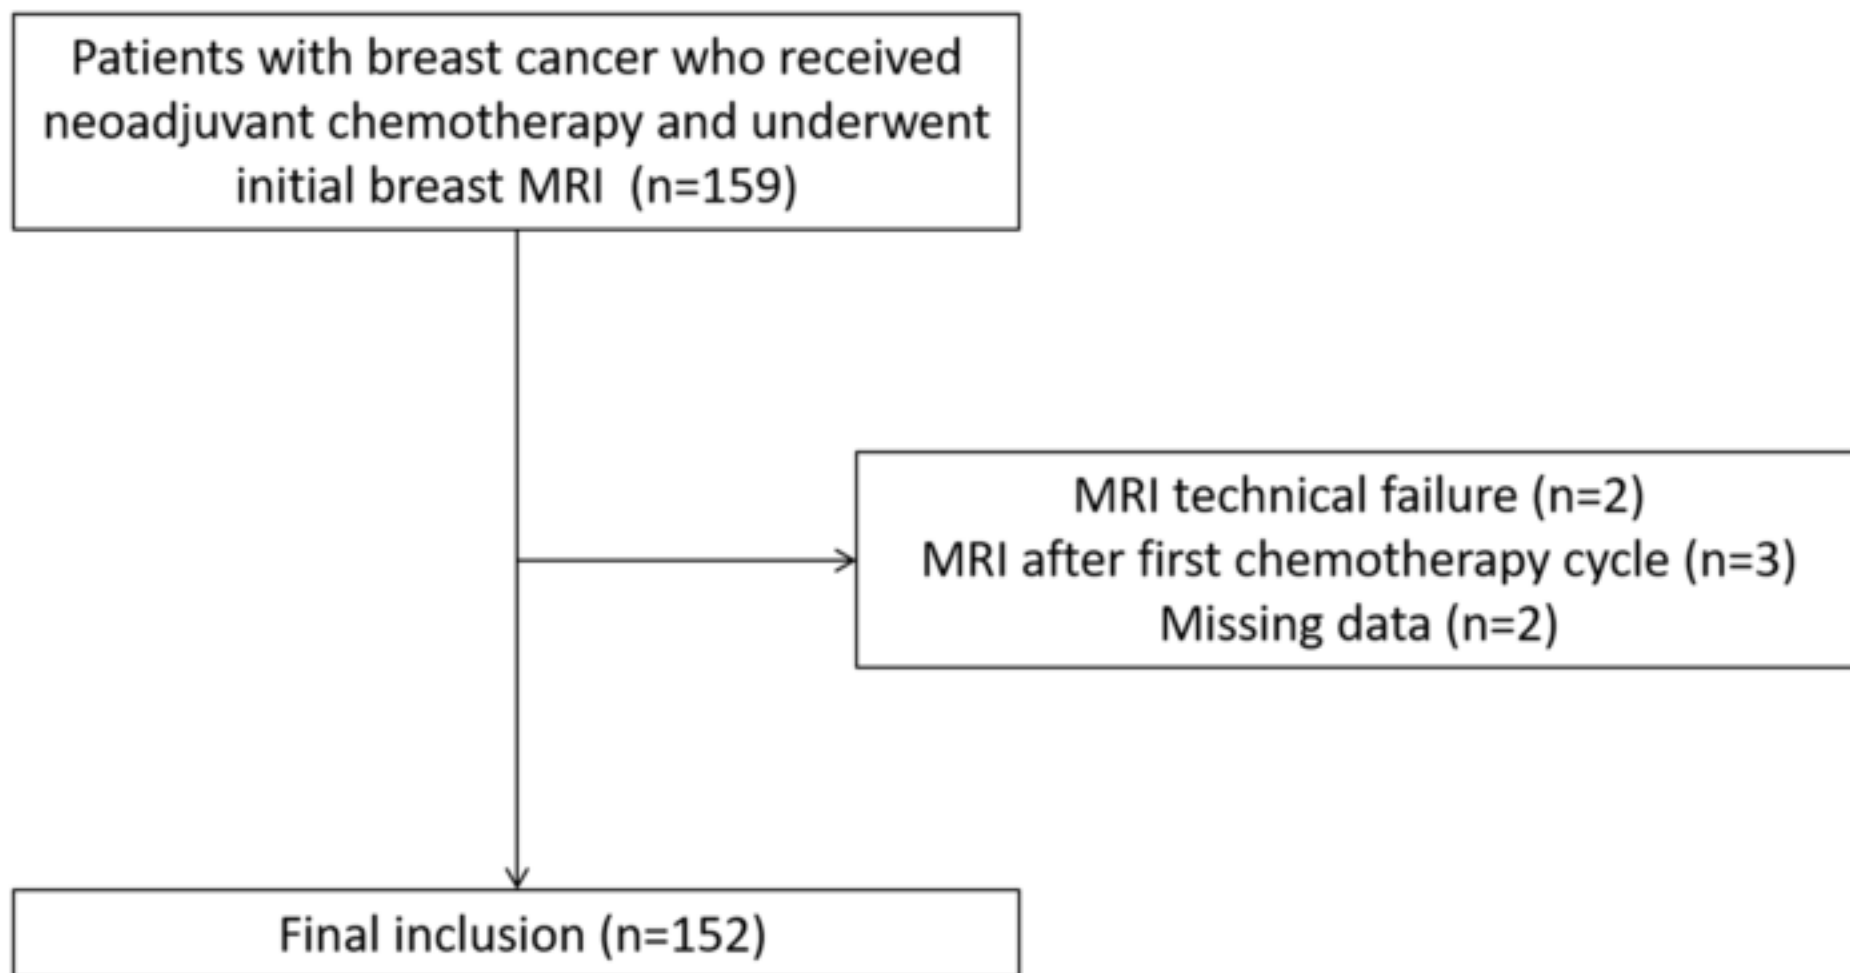 Patients with breast cancer who received
neoadjuvant chemotherapy and underwent
initial breast MRI  (n=159)
MRI technical failure (n=2)
MRI after first chemotherapy cycle (n=3)
Missing data (n=2)
Final inclusion (n=152)